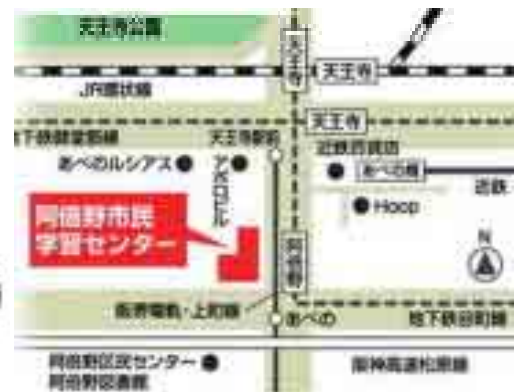 天王寺公園
天王寺
天王寺
JR環状線
天王寺
地下鉄御堂筋線
天王寺駅前
近鉄百貨店
あべのルシアス
アポロビル
あべの橋
近鉄
Hoop
阿倍野市民
学習センター
阿倍野
N
阪堺電軌・上町線
あべの
地下鉄谷町線
阿倍野区民センター
阿倍野図書館
阪神高速松原線